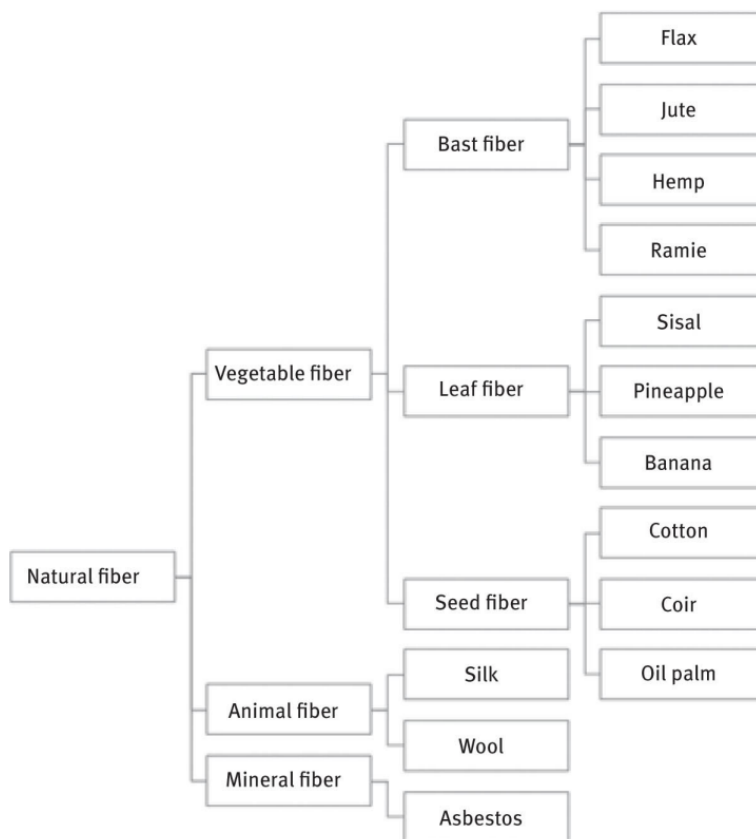 Flax
Jute
Bast fiber
Hemp
Ramie
Sisal
Vegetable fiber
Leaf fiber
Pineapple
Banana
Cotton
Natural fiber
Seed fiber
Coir
Silk
Oil palm
Animal fiber
Wool
Mineral fiber
Asbestos